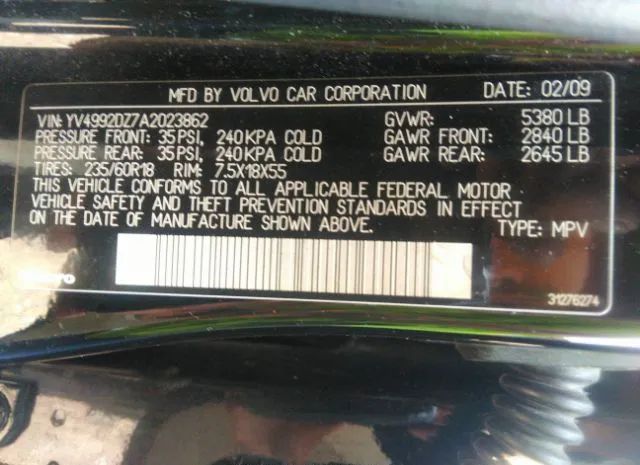 MFD BY VOLVO CAR CORPORATION DATE: 02/09
VIN: YV4992DZ7A2023862 GVWR: 5380 LB
PRESSURE FRONT: 35 PSI, 240 KPA COLD GAWR FRONT: 2840 LB
PRESSURE REAR: 35 PSI, 240 KPA COLD GAWR REAR: 2645 LB
TIRES: 235/60R18 RIM: 7.5X18X55
THIS VEHICLE CONFORMS TO ALL APPLICABLE FEDERAL MOTOR
VEHICLE SAFETY AND THEFT PREVENTION STANDARDS IN EFFECT
ON THE DATE OF MANUFACTURE SHOWN ABOVE. TYPE: MPV
31276274